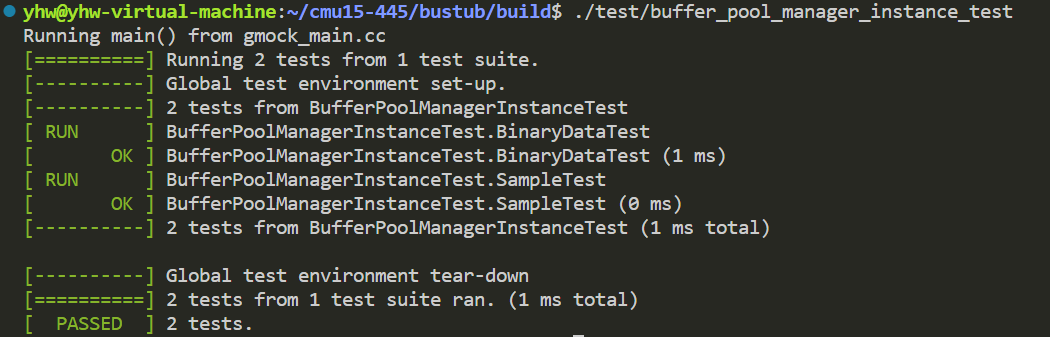 yhw@yhw-virtual-machine:~/cmu15-445/bustub/build$ ./test/buffer_pool_manager_instance_test
Running main() from gmock_main.cc
[==========] Running 2 tests from 1 test suite.
[----------] Global test environment set-up.
[----------] 2 tests from BufferPoolManagerInstanceTest
[ RUN      ] BufferPoolManagerInstanceTest.BinaryDataTest
[       OK ] BufferPoolManagerInstanceTest.BinaryDataTest (1 ms)
[ RUN      ] BufferPoolManagerInstanceTest.SampleTest
[       OK ] BufferPoolManagerInstanceTest.SampleTest (0 ms)
[----------] 2 tests from BufferPoolManagerInstanceTest (1 ms total)

[----------] Global test environment tear-down
[==========] 2 tests from 1 test suite ran. (1 ms total)
[  PASSED  ] 2 tests.